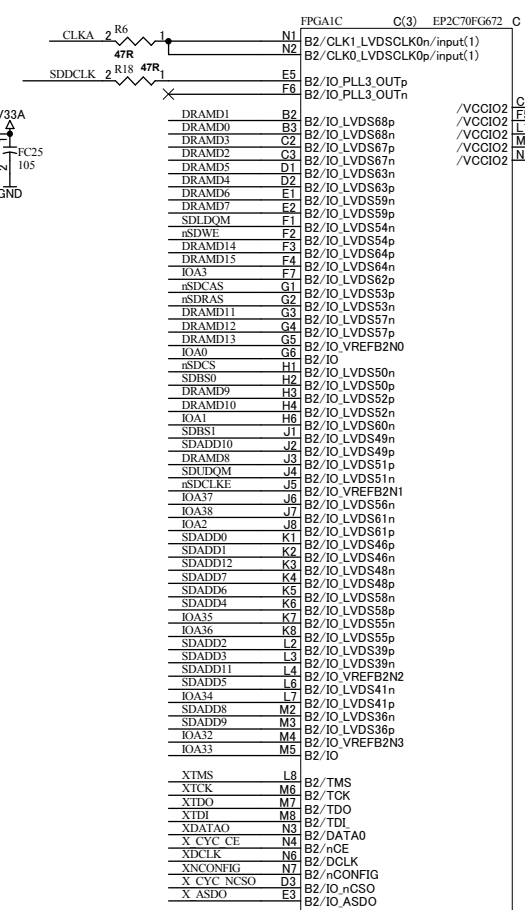 FPGA1C C(3) EP2C70FG672 C
CLKA 2 R6 1 N1 B2/CLK1_LVDSCLK0n/input(1)
47R N2 B2/CLK0_LVDSCLK0p/input(1)
SDDCLK 2 R18 47R 1 E5 B2/IO_PLL3_OUTp
F6 B2/IO_PLL3_OUTn
/VCCIO2 C
/VCCIO2 F
/VCCIO2 L
/VCCIO2 M
/VCCIO2 N
V33A
1
FC25
105
2
GND
DRAMD1 B2 B2/IO_LVDS68p
DRAMD0 B3 B2/IO_LVDS68n
DRAMD3 C2 B2/IO_LVDS67p
DRAMD2 C3 B2/IO_LVDS67n
DRAMD5 D1 B2/IO_LVDS63n
DRAMD4 D2 B2/IO_LVDS63p
DRAMD6 E1 B2/IO_LVDS59n
DRAMD7 E2 B2/IO_LVDS59p
SDLDQM F1 B2/IO_LVDS54n
nSDWE F2 B2/IO_LVDS54p
DRAMD14 F3 B2/IO_LVDS64p
DRAMD15 F4 B2/IO_LVDS64n
IOA3 F7 B2/IO_LVDS62p
nSDCAS G1 B2/IO_LVDS53p
nSDRAS G2 B2/IO_LVDS53n
DRAMD11 G3 B2/IO_LVDS57n
DRAMD12 G4 B2/IO_LVDS57p
DRAMD13 G5 B2/IO_VREFB2N0
IOA0 G6 B2/IO
nSDCS H1 B2/IO_LVDS50n
SDBS0 H2 B2/IO_LVDS50p
DRAMD9 H3 B2/IO_LVDS52p
DRAMD10 H4 B2/IO_LVDS52n
IOA1 H6 B2/IO_LVDS60n
SDBS1 J1 B2/IO_LVDS49n
SDADD10 J2 B2/IO_LVDS49p
DRAMD8 J3 B2/IO_LVDS51p
SDUDQM J4 B2/IO_LVDS51n
nSDCLKE J5 B2/IO_VREFB2N1
IOA37 J6 B2/IO_LVDS56n
IOA38 J7 B2/IO_LVDS61n
IOA2 J8 B2/IO_LVDS61p
SDADD0 K1 B2/IO_LVDS46p
SDADD1 K2 B2/IO_LVDS46n
SDADD12 K3 B2/IO_LVDS48n
SDADD7 K4 B2/IO_LVDS48p
SDADD6 K5 B2/IO_LVDS58n
SDADD4 K6 B2/IO_LVDS58p
IOA35 K7 B2/IO_LVDS55n
IOA36 K8 B2/IO_LVDS55p
SDADD2 L2 B2/IO_LVDS39p
SDADD3 L3 B2/IO_LVDS39n
SDADD11 L4 B2/IO_VREFB2N2
SDADD5 L6 B2/IO_LVDS41n
IOA34 L7 B2/IO_LVDS41p
SDADD8 M2 B2/IO_LVDS36n
SDADD9 M3 B2/IO_LVDS36p
IOA32 M4 B2/IO_VREFB2N3
IOA33 M5 B2/IO
XTMS L8 B2/TMS
XTCK M6 B2/TCK
XTDO M7 B2/TDO
XTDI M8 B2/TDI
XDATAO N3 B2/DATA0
X_CYC_CE N4 B2/nCE
XDCLK N6 B2/DCLK
XNCONFIG N7 B2/nCONFIG
X_CYC_NCSO D3 B2/IO_nCSO
X_ASDO E3 B2/IO_ASDO